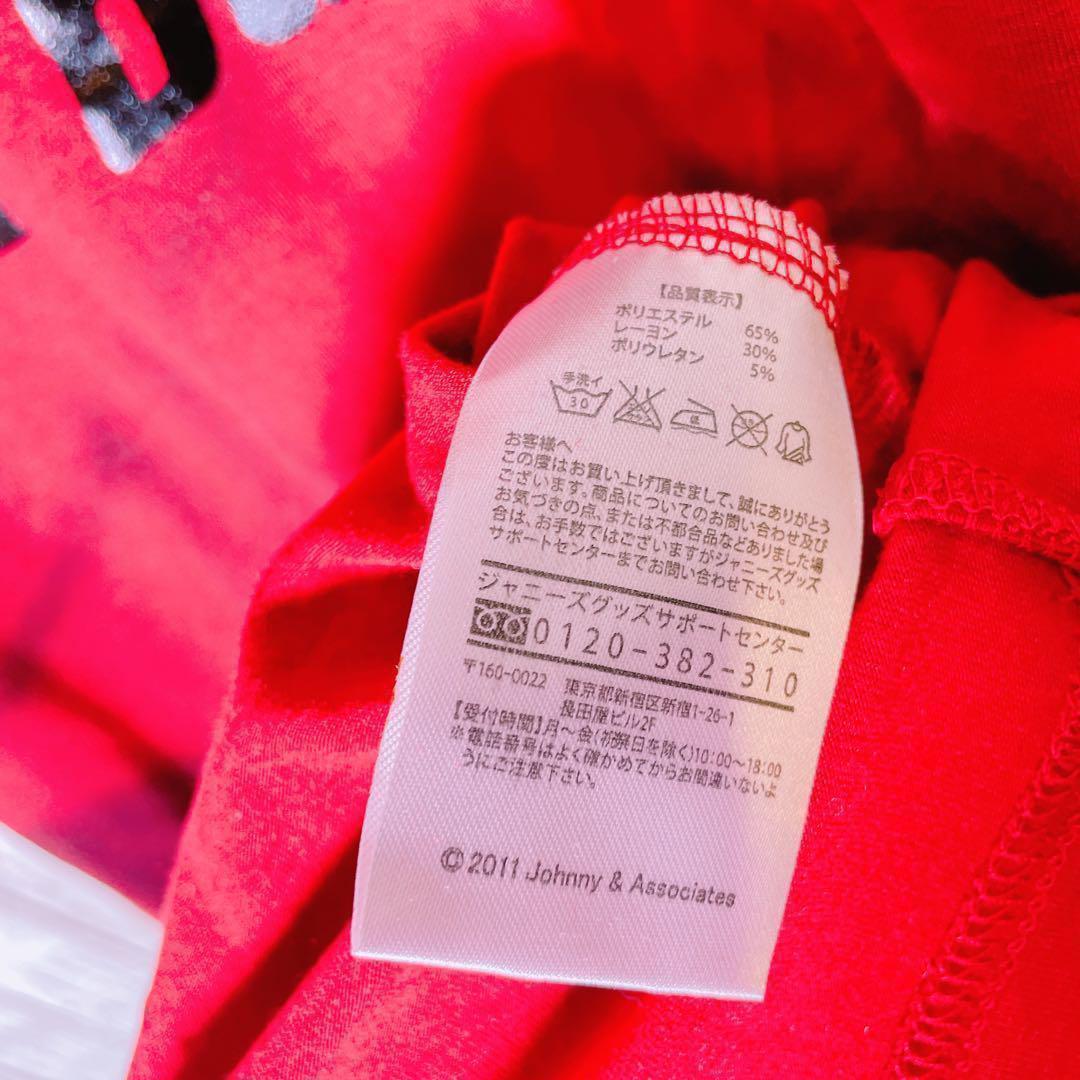 【品質表示】
ポリエステル 65%
レーヨン 30%
ポリウレタン 5%
手洗イ
30
お客様へ
この度はお買い上げ頂きまして、誠にありがとう
ございます。商品についてのお問い合わせ及び
お気づきの点、または不都合品などありました場
合は、お手数ではございますがジャニーズグッズ
サポートセンターまでお問い合わせ下さい。
ジャニーズグッズサポートセンター
0120-382-310
〒160-0022 東京都新宿区新宿1-26-1
長田屋ビル2F
【受付時間】月〜金(祝祭日を除く)10:00〜18:00
※電話番号はよく確かめてからお間違いないよ
うにご注意下さい。
© 2011 Johnny & Associates